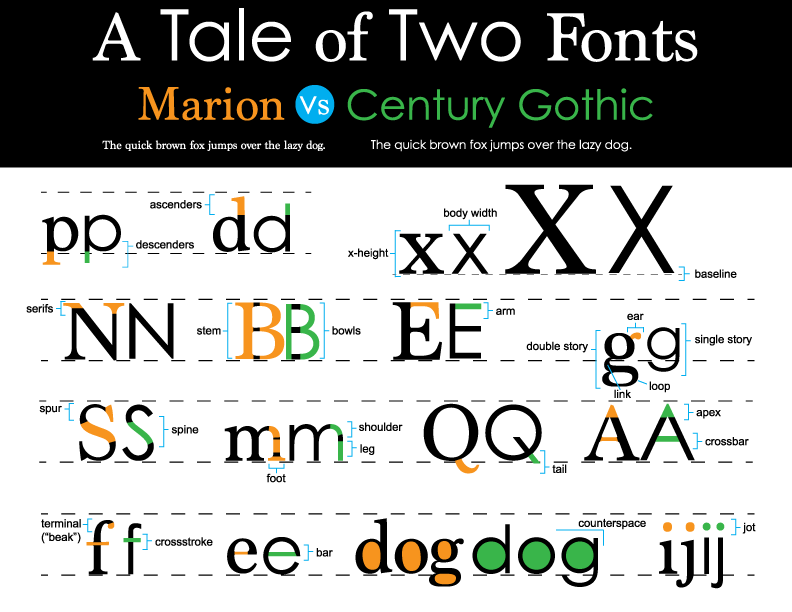 A Tale of Two Fonts
Marion vs Century Gothic
The quick brown fox jumps over the lazy dog. The quick brown fox jumps over the lazy dog.
ascenders
pp
dd
descenders
body width
x-height
xx
XX
baseline
serifs
NN
stem
BB
bowls
EE
arm
ear
double story
gg
single story
loop
link
spur
SS
spine
mm
shoulder
leg
foot
QQ
tail
AA
apex
crossbar
terminal
("beak")
ff
crossstroke
ee
bar
dog dog
counterspace
ijij
jot